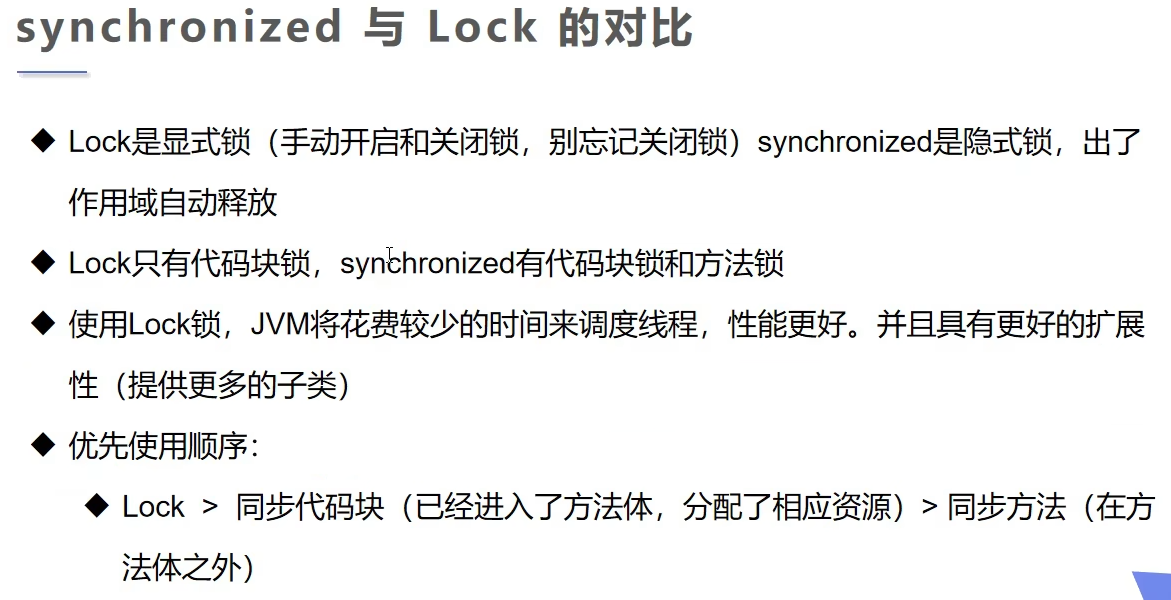 synchronized 与 Lock 的对比
◆ Lock是显式锁（手动开启和关闭锁，别忘记关闭锁）synchronized是隐式锁，出了
作用域自动释放
◆ Lock只有代码块锁，synchronized有代码块锁和方法锁
◆ 使用Lock锁，JVM将花费较少的时间来调度线程，性能更好。并且具有更好的扩展
性（提供更多的子类）
◆ 优先使用顺序：
◆ Lock > 同步代码块（已经进入了方法体，分配了相应资源）> 同步方法（在方
法体之外）